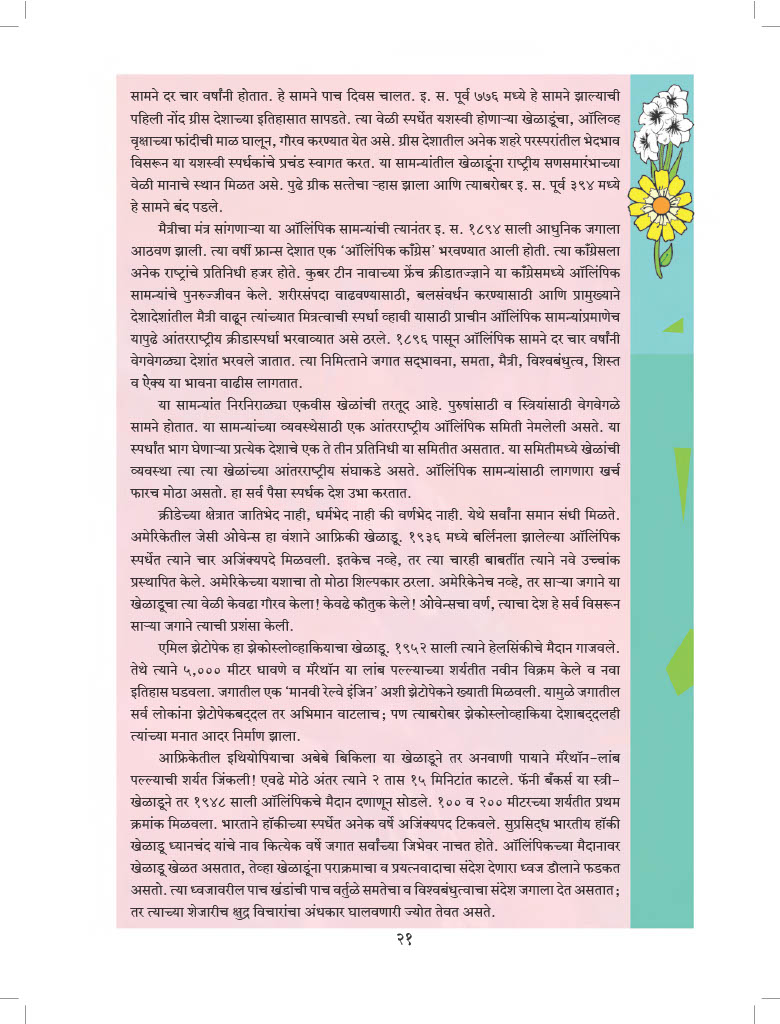 सामने दर चार वर्षांनी होतात. हे सामने पाच दिवस चालत. इ. स. पूर्व ७७६ मध्ये हे सामने झाल्याची
पहिली नोंद ग्रीस देशाच्या इतिहासात सापडते. त्या वेळी स्पर्धेत यशस्वी होणाऱ्या खेळाडूंचा, ऑलिव्ह
वृक्षाच्या फांदीची माळ घालून, गौरव करण्यात येत असे. ग्रीस देशातील अनेक शहरे परस्परांतील भेदभाव
विसरून या यशस्वी स्पर्धकांचे प्रचंड स्वागत करत. या सामन्यांतील खेळाडूंना राष्ट्रीय सणसमारंभाच्या
वेळी मानाचे स्थान मिळत असे. पुढे ग्रीक सत्तेचा ऱ्हास झाला आणि त्याबरोबर इ. स. पूर्व ३९४ मध्ये
हे सामने बंद पडले.
मैत्रीचा मंत्र सांगणाऱ्या या ऑलिंपिक सामन्यांची त्यानंतर इ. स. १८९४ साली आधुनिक जगाला
आठवण झाली. त्या वर्षी फ्रान्स देशात एक ‘ऑलिंपिक काँग्रेस’ भरवण्यात आली होती. त्या काँग्रेसला
अनेक राष्ट्रांचे प्रतिनिधी हजर होते. कुबर टीन नावाच्या फ्रेंच क्रीडातज्ज्ञाने या काँग्रेसमध्ये ऑलिंपिक
सामन्यांचे पुनरुज्जीवन केले. शरीरसंपदा वाढवण्यासाठी, बलसंवर्धन करण्यासाठी आणि प्रामुख्याने
देशादेशांतील मैत्री वाढून त्यांच्यात मित्रत्वाची स्पर्धा व्हावी यासाठी प्राचीन ऑलिंपिक सामन्यांप्रमाणेच
यापुढे आंतरराष्ट्रीय क्रीडास्पर्धा भरवाव्यात असे ठरले. १८९६ पासून ऑलिंपिक सामने दर चार वर्षांनी
वेगवेगळ्या देशांत भरवले जातात. त्या निमित्ताने जगात सद्‌भावना, समता, मैत्री, विश्वबंधुत्व, शिस्त
व ऐक्य या भावना वाढीस लागतात.
या सामन्यांत निरनिराळ्या एकवीस खेळांची तरतूद आहे. पुरुषांसाठी व स्त्रियांसाठी वेगवेगळे
सामने होतात. या सामन्यांच्या व्यवस्थेसाठी एक आंतरराष्ट्रीय ऑलिंपिक समिती नेमलेली असते. या
स्पर्धांत भाग घेणाऱ्या प्रत्येक देशाचे एक ते तीन प्रतिनिधी या समितीत असतात. या समितीमध्ये खेळांची
व्यवस्था त्या त्या खेळांच्या आंतरराष्ट्रीय संघाकडे असते. ऑलिंपिक सामन्यांसाठी लागणारा खर्च
फारच मोठा असतो. हा सर्व पैसा स्पर्धक देश उभा करतात.
क्रीडेच्या क्षेत्रात जातिभेद नाही, धर्मभेद नाही की वर्णभेद नाही. येथे सर्वांना समान संधी मिळते.
अमेरिकेतील जेसी ओवेन्स हा वंशाने आफ्रिकी खेळाडू. १९३६ मध्ये बर्लिनला झालेल्या ऑलिंपिक
स्पर्धेत त्याने चार अजिंक्यपदे मिळवली. इतकेच नव्हे, तर त्या चारही बाबतींत त्याने नवे उच्चांक
प्रस्थापित केले. अमेरिकेच्या यशाचा तो मोठा शिल्पकार ठरला. अमेरिकेनेच नव्हे, तर साऱ्या जगाने या
खेळाडूचा त्या वेळी केवढा गौरव केला! केवढे कौतुक केले! ओवेन्सचा वर्ण, त्याचा देश हे सर्व विसरून
साऱ्या जगाने त्याची प्रशंसा केली.
एमिल झेटोपेक हा झेकोस्लोव्हाकियाचा खेळाडू. १९५२ साली त्याने हेलसिंकीचे मैदान गाजवले.
तेथे त्याने ५,००० मीटर धावणे व मॅरेथॉन या लांब पल्ल्याच्या शर्यतीत नवीन विक्रम केले व नवा
इतिहास घडवला. जगातील एक ‘मानवी रेल्वे इंजिन’ अशी झेटोपेकने ख्याती मिळवली. यामुळे जगातील
सर्व लोकांना झेटोपेकबद्दल तर अभिमान वाटलाच; पण त्याबरोबर झेकोस्लोव्हाकिया देशाबद्दलही
त्यांच्या मनात आदर निर्माण झाला.
आफ्रिकेतील इथियोपियाचा अबेबे बिकिला या खेळाडूने तर अनवाणी पायाने मॅरेथॉन-लांब
पल्ल्याची शर्यत जिंकली! एवढे मोठे अंतर त्याने २ तास १५ मिनिटांत काटले. फॅनी बँकर्स या स्त्री-
खेळाडूने तर १९४८ साली ऑलिंपिकचे मैदान दणाणून सोडले. १०० व २०० मीटरच्या शर्यतीत प्रथम
क्रमांक मिळवला. भारताने हॉकीच्या स्पर्धेत अनेक वर्षे अजिंक्यपद टिकवले. सुप्रसिद्ध भारतीय हॉकी
खेळाडू ध्यानचंद यांचे नाव कित्येक वर्षे जगात सर्वांच्या जिभेवर नाचत होते. ऑलिंपिकच्या मैदानावर
खेळाडू खेळत असतात, तेव्हा खेळाडूंना पराक्रमाचा व प्रयत्नवादाचा संदेश देणारा ध्वज डौलाने फडकत
असतो. त्या ध्वजावरील पाच खंडांची पाच वर्तुळे समतेचा व विश्वबंधुत्वाचा संदेश जगाला देत असतात;
तर त्याच्या शेजारीच क्षुद्र विचारांचा अंधकार घालवणारी ज्योत तेवत असते.
२१